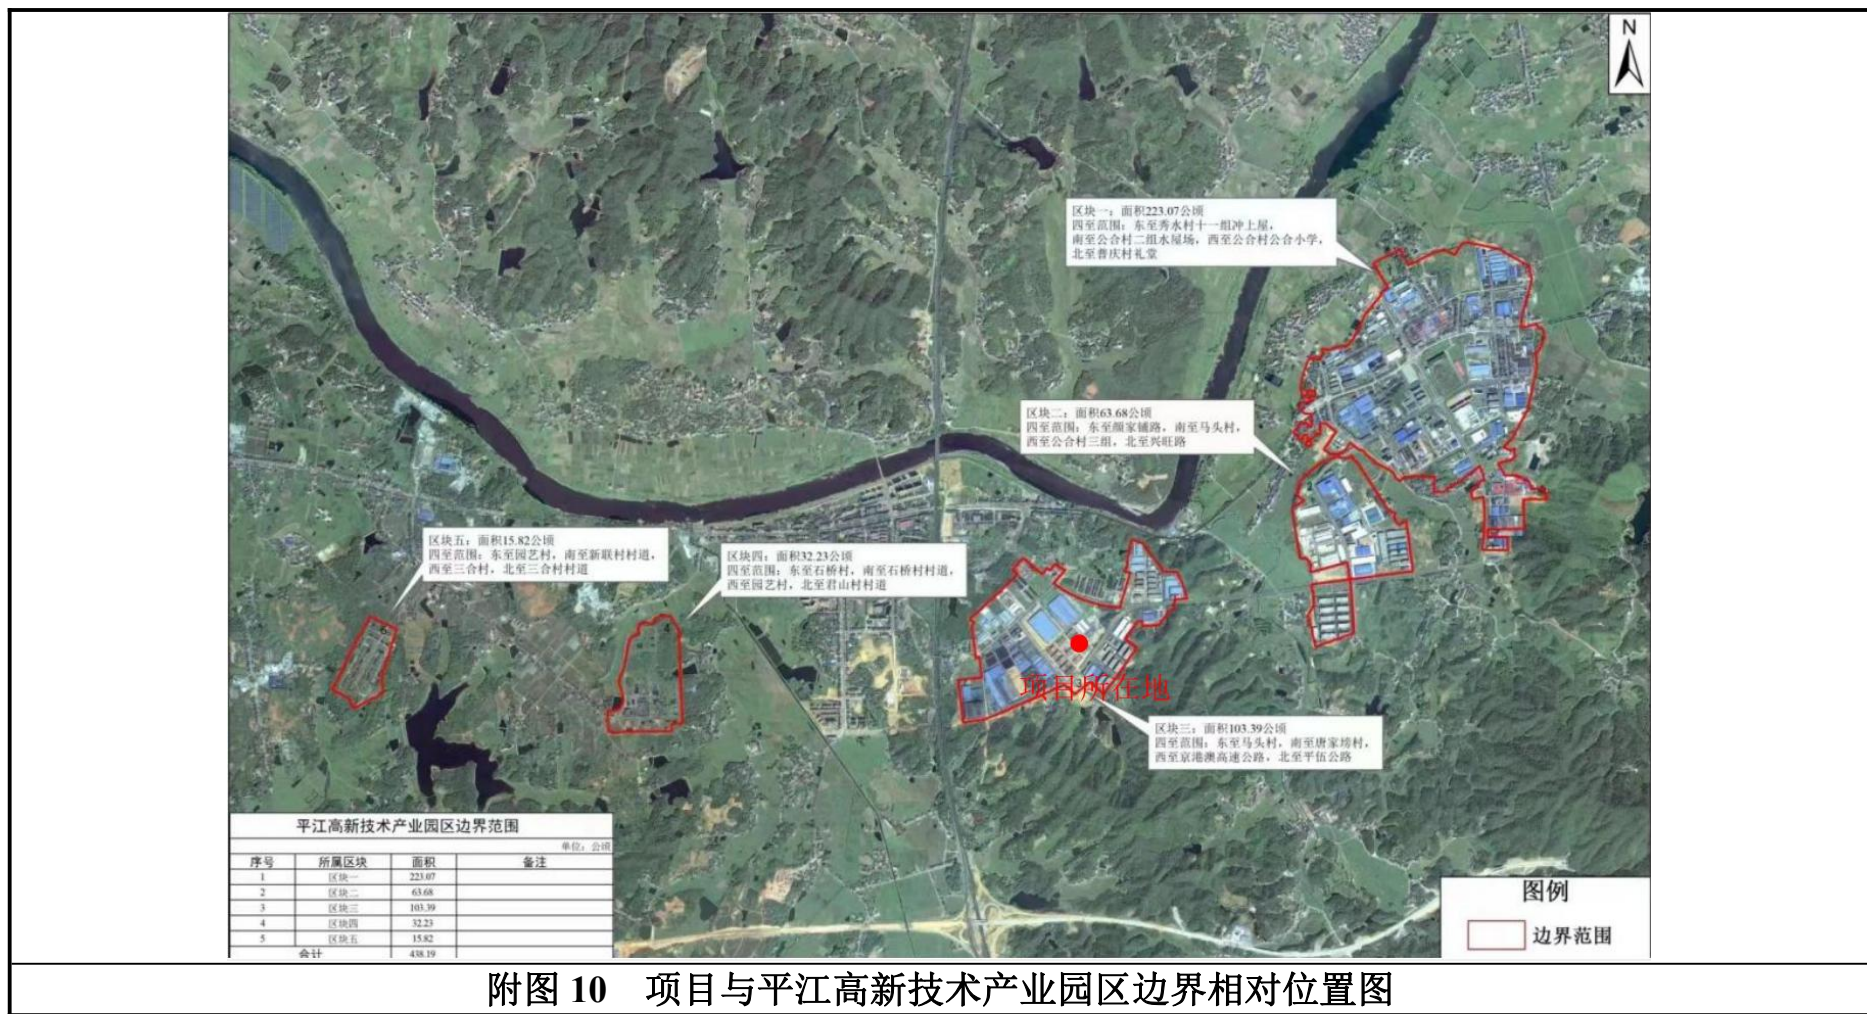 N
区块一：面积223.07公顷
四至范围：东至秀水村十一组冲上屋，
南至公合村二组水屋场，西至公合村公合小学，
北至普庆村礼堂
区块二：面积63.68公顷
四至范围：东至颜家铺路，南至马头村，
西至公合村三组，北至兴旺路
区块五：面积15.82公顷
四至范围：东至园艺村，南至新联村村道，
西至三合村，北至三合村村道
区块四：面积32.23公顷
四至范围：东至石桥村，南至石桥村村道，
西至园艺村，北至君山村村道
项目所在地
区块三：面积103.39公顷
四至范围：东至马头村，南至唐家塝村，
西至京港澳高速公路，北至平伍公路
平江高新技术产业园区边界范围
单位：公顷
序号 所属区块 面积 备注
1 区块一 223.07
2 区块二 63.68
3 区块三 103.39
4 区块四 32.23
5 区块五 15.82
合计 438.19
图例
边界范围
附图 10 项目与平江高新技术产业园区边界相对位置图